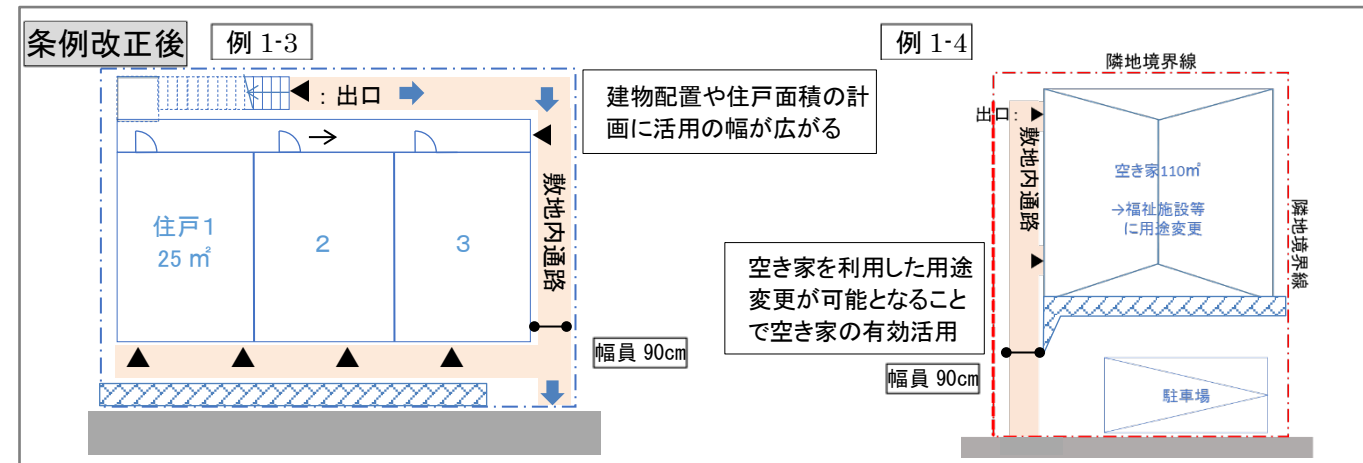 条例改正後
例 1-3
:出口
建物配置や住戸面積の計
画に活用の幅が広がる
敷地内通路
住戸1
25 ㎡
2
3
幅員 90cm
例 1-4
隣地境界線
出口:
敷地内通路
空き家110㎡
→福祉施設等
に用途変更
隣地境界線
空き家を利用した用途
変更が可能となること
で空き家の有効活用
幅員 90cm
駐車場